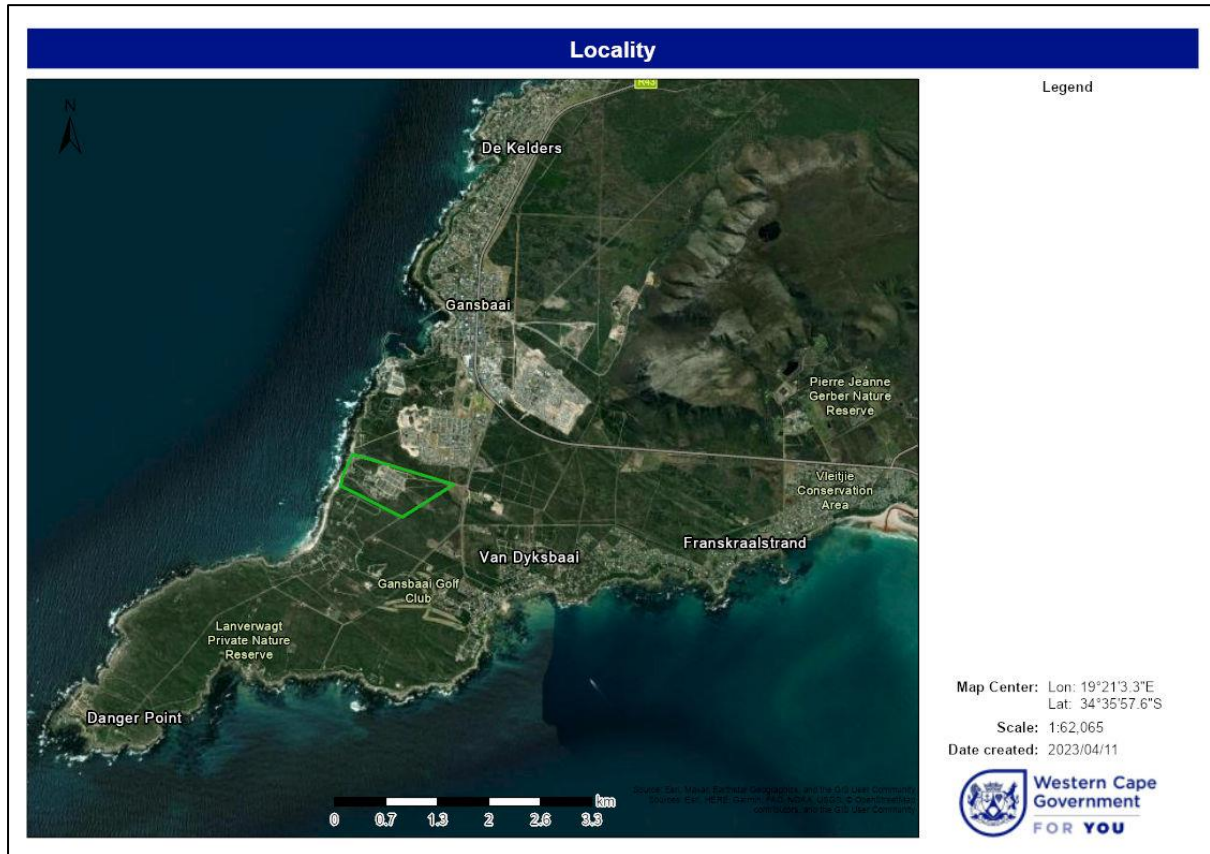 Locality
N
R43
De Kelders
Gansbaai
Pierre Jeanne
Gerber Nature
Reserve
Vleitjie
Conservation
Area
Franskraalstrand
Van Dyksbaai
Gansbaai Golf
Club
Lanverwagt
Private Nature
Reserve
Danger Point
km
0 0.7 1.3 2 2.6 3.3
Legend
Map Center: Lon: 19°21'3.3"E
Lat: 34°35'57.6"S
Scale: 1:62,065
Date created: 2023/04/11
Western Cape
Government
FOR YOU